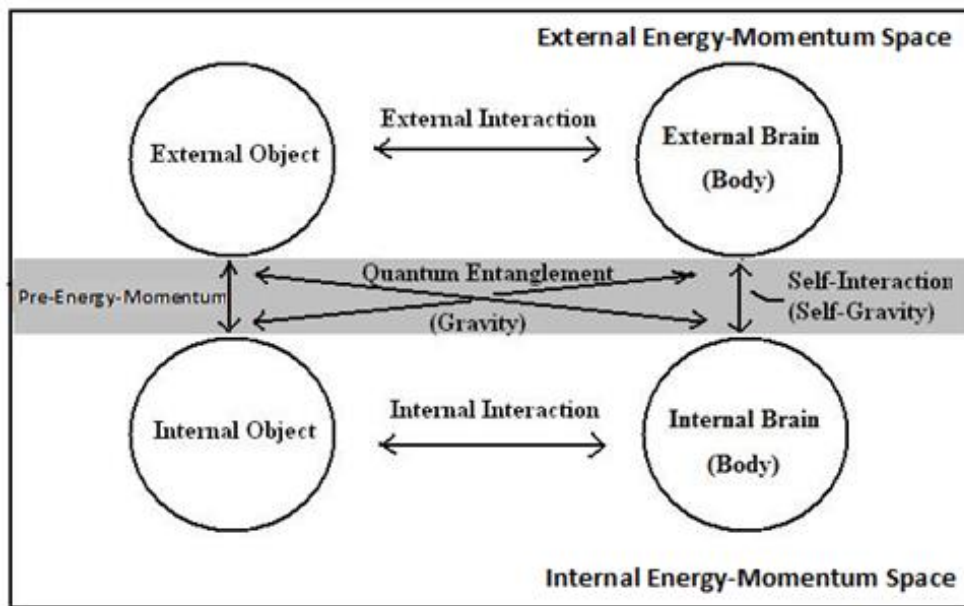 External Energy-Momentum Space
External Interaction
External Object
External Brain
(Body)
Quantum Entanglement
Pre-Energy-Momentum
Self-Interaction
(Self-Gravity)
(Gravity)
Internal Interaction
Internal Object
Internal Brain
(Body)
Internal Energy-Momentum Space